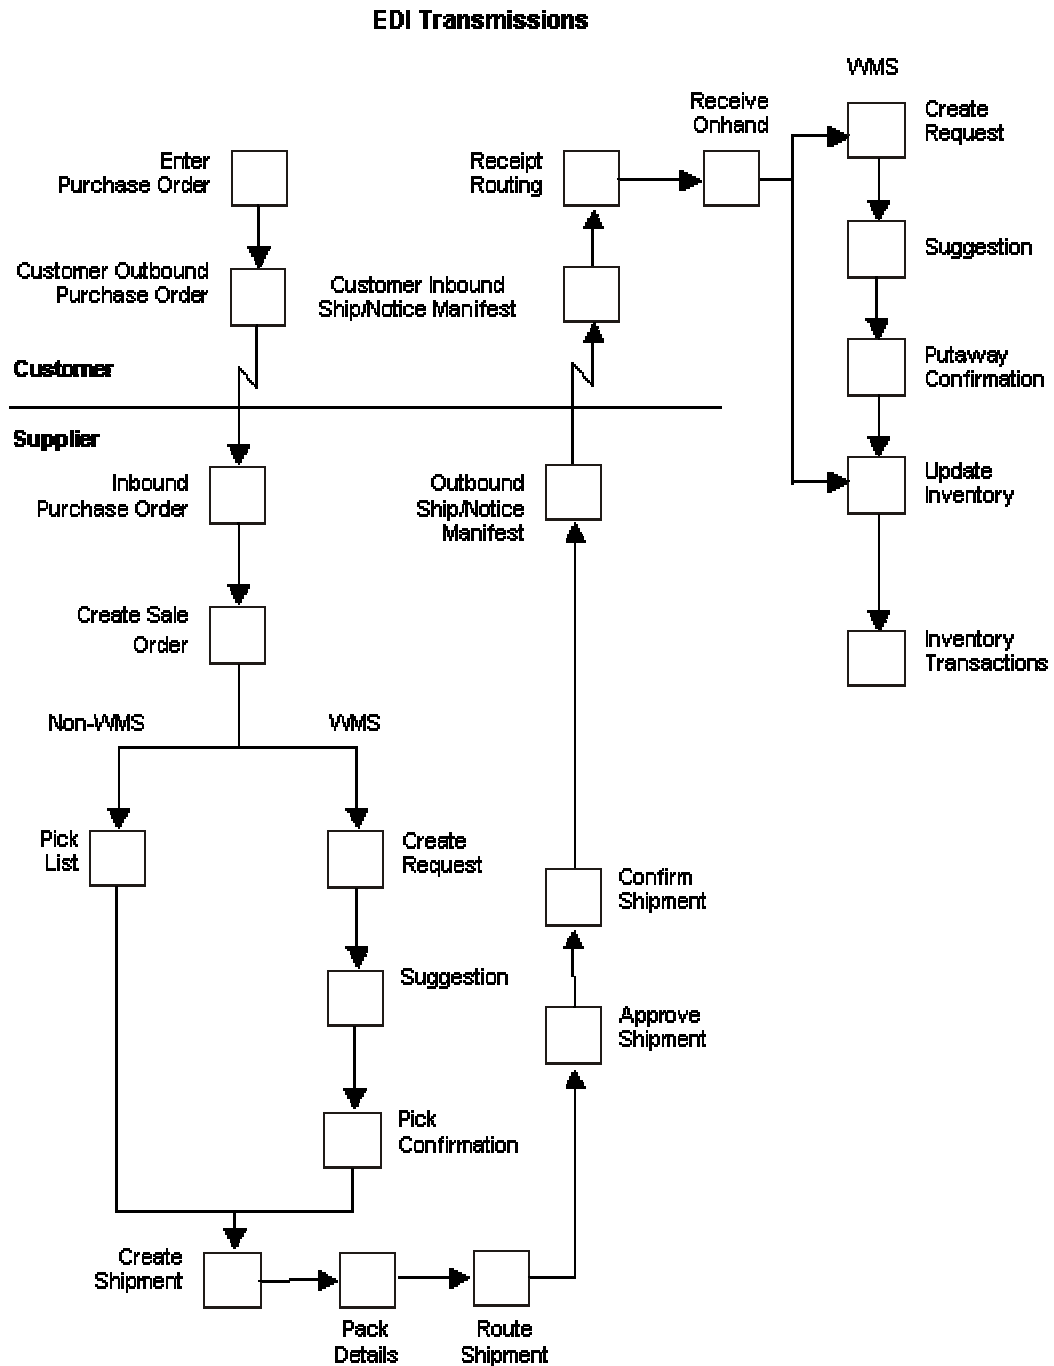 EDI Transmissions
WMS
Receive
Onhand
Create
Request
Enter
Purchase Order
Receipt
Routing
Suggestion
Customer Outbound
Purchase Order
Customer Inbound
Ship/Notice Manifest
Putaway
Confirmation
Customer
Supplier
Inbound
Purchase Order
Outbound
Ship/Notice
Manifest
Update
Inventory
Create Sale
Order
Inventory
Transactions
Non-WMS
WMS
Pick
List
Create
Request
Confirm
Shipment
Suggestion
Approve
Shipment
Pick
Confirmation
Create
Shipment
Pack
Details
Route
Shipment